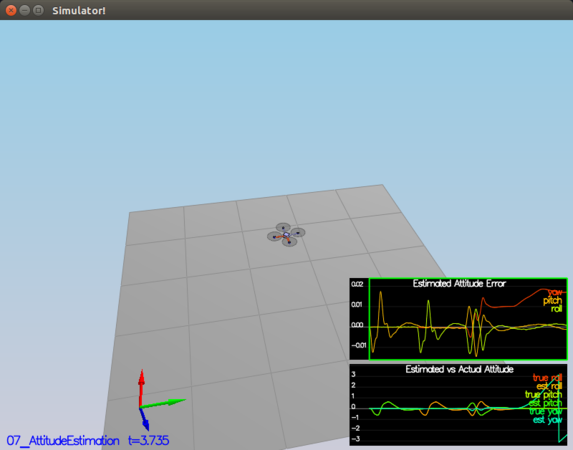 Simulator!
Estimated Attitude Error
0.02
yaw
pitch
0.01
roll
0.00
-0.01
Estimated vs Actual Attitude
3
true roll
2
est roll
1
true pitch
0
est pitch
-1
true yaw
-2
est yaw
-3
07_AttitudeEstimation t=3.735